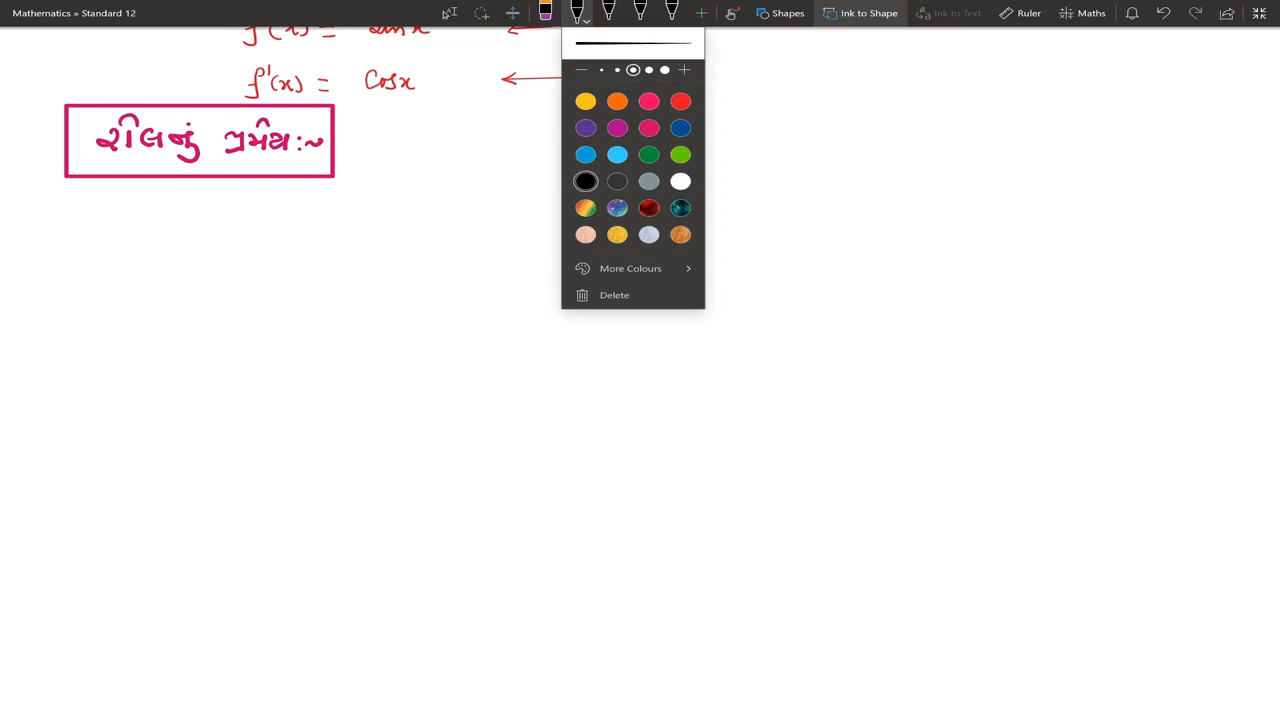 Mathematics » Standard 12
Shapes
Ink to Shape
Ink to Text
Ruler
Maths
f'(x) = Cosx
રોલનું પ્રમેય :~
More Colours
Delete